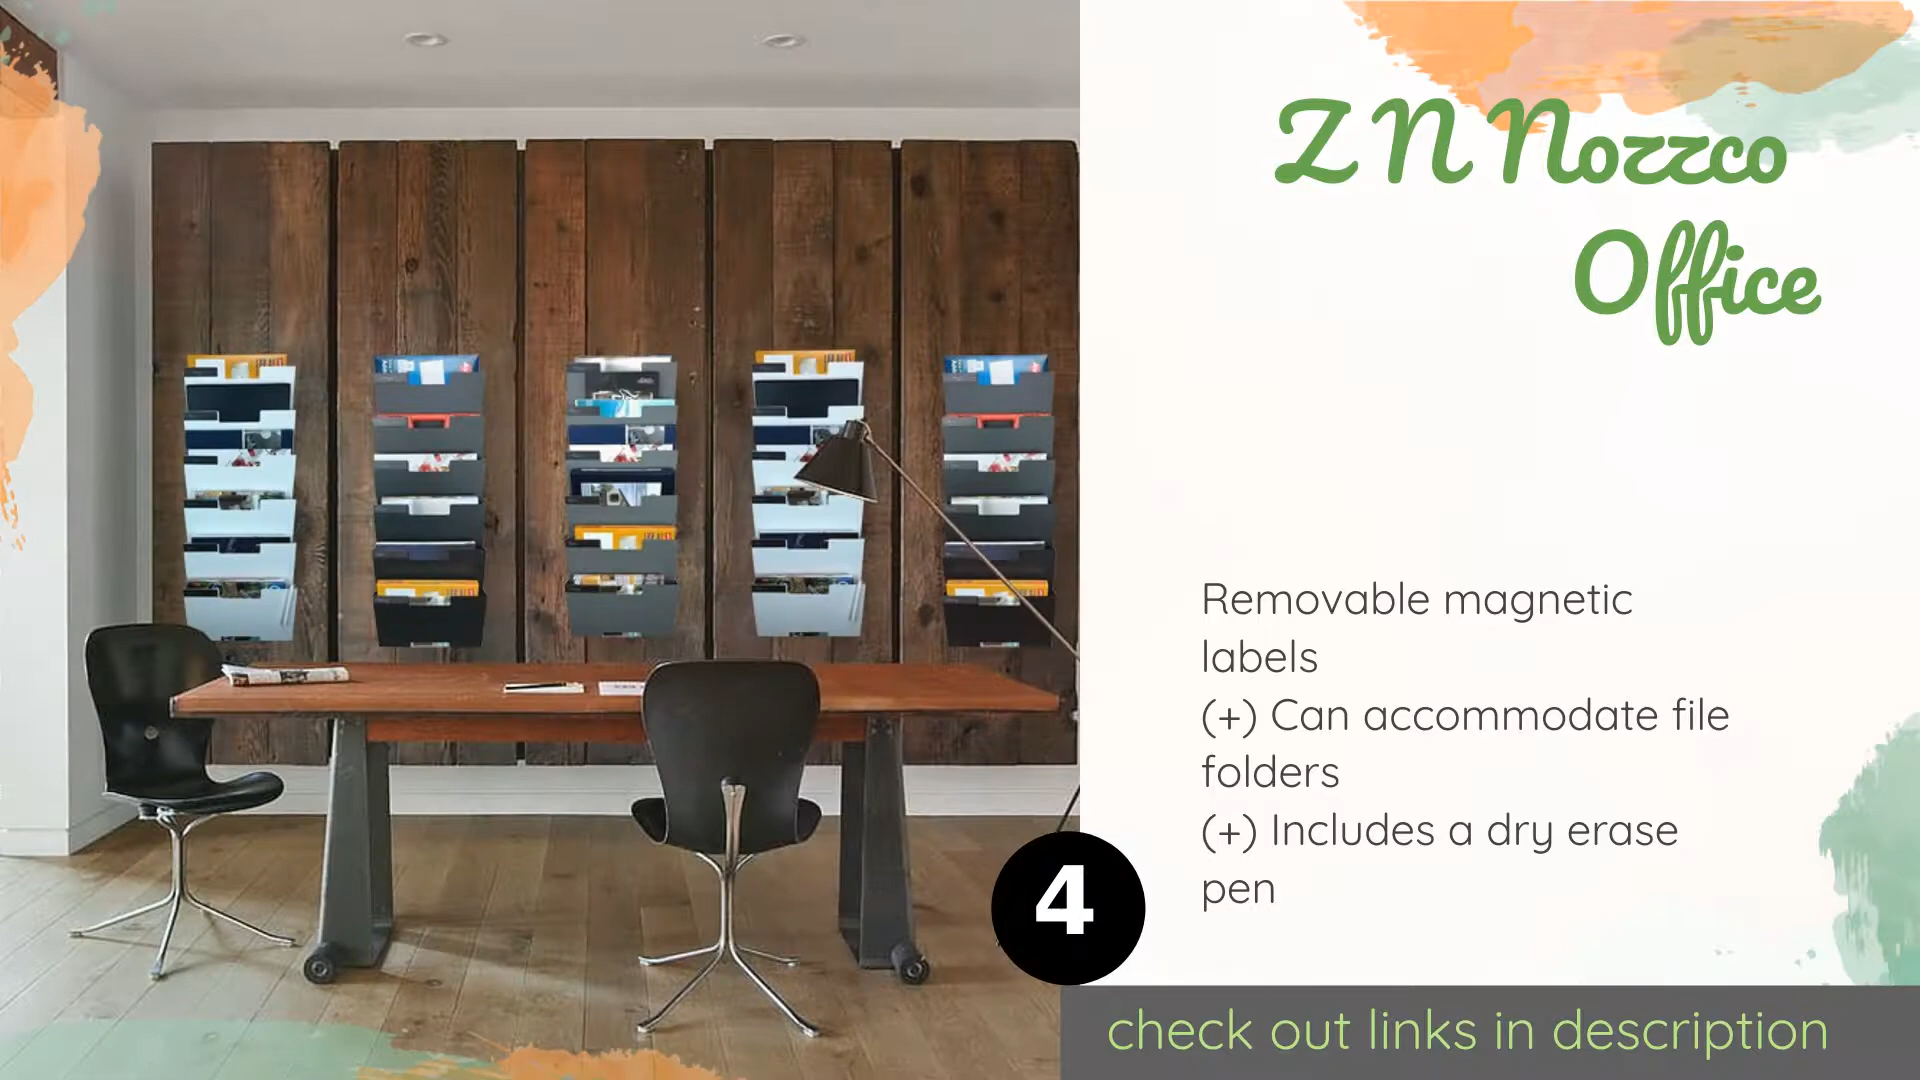 Z N Nozzco
Office
Removable magnetic
labels
(+) Can accommodate file
folders
(+) Includes a dry erase
pen
4
check out links in description